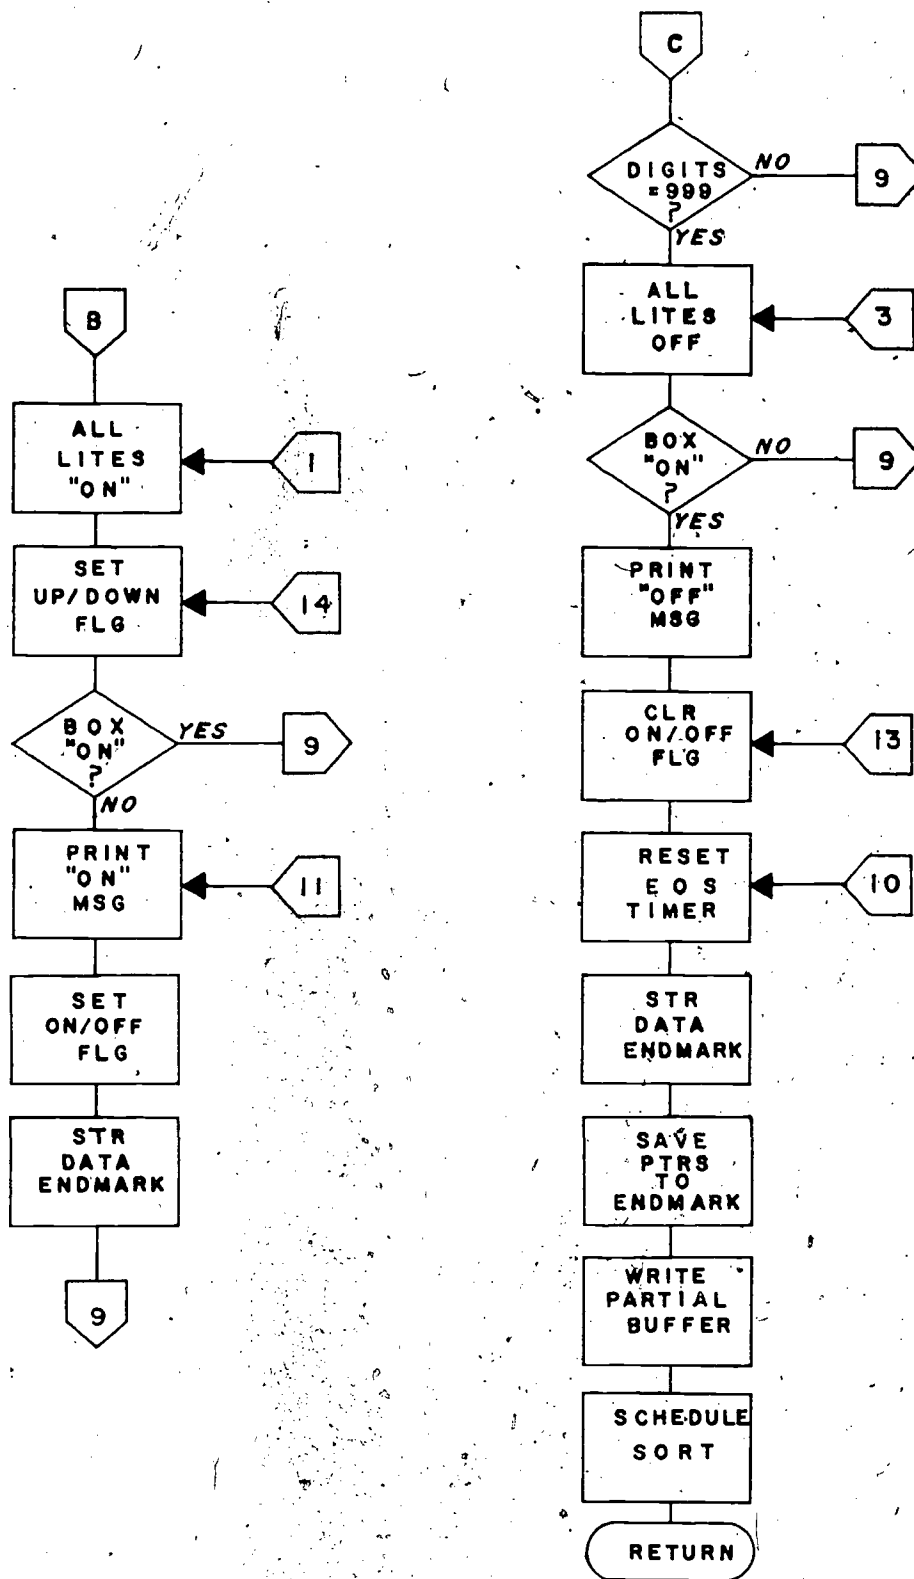 B
ALL
LITES
"ON"
1
SET
UP/DOWN
FLG
14
BOX
"ON"
?
YES
9
NO
PRINT
"ON"
MSG
11
SET
ON/OFF
FLG
STR
DATA
ENDMARK
9
C
DIGITS
=999
?
NO
9
YES
ALL
LITES
OFF
3
BOX
"ON"
?
NO
9
YES
PRINT
"OFF"
MSG
CLR
ON/OFF
FLG
13
RESET
EOS
TIMER
10
STR
DATA
ENDMARK
SAVE
PTRS
TO
ENDMARK
WRITE
PARTIAL
BUFFER
SCHEDULE
SORT
RETURN